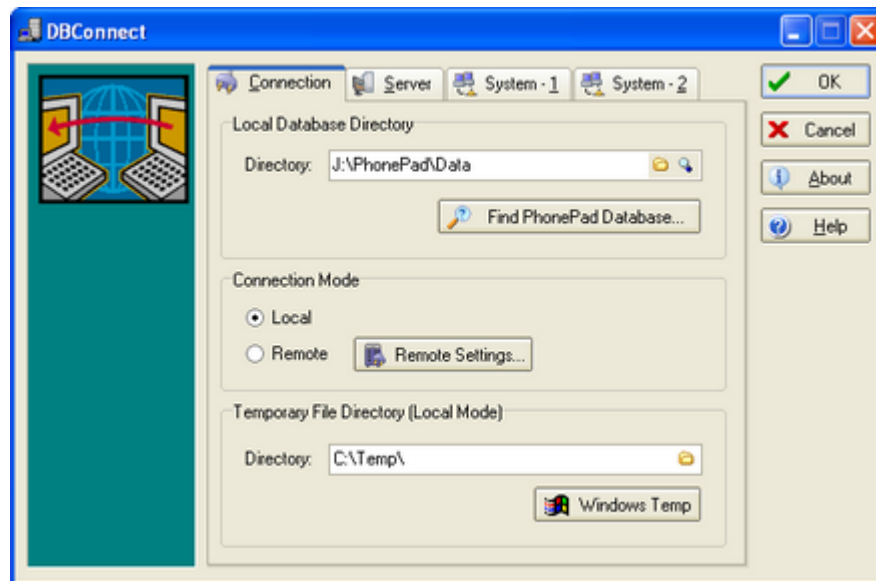 DBConnect
Connection Server System - 1 System - 2
Local Database Directory
Directory: J:\PhonePad\Data
Find PhonePad Database...
Connection Mode
Local
Remote Remote Settings...
Temporary File Directory (Local Mode)
Directory: C:\Temp\
Windows Temp
OK
Cancel
About
Help